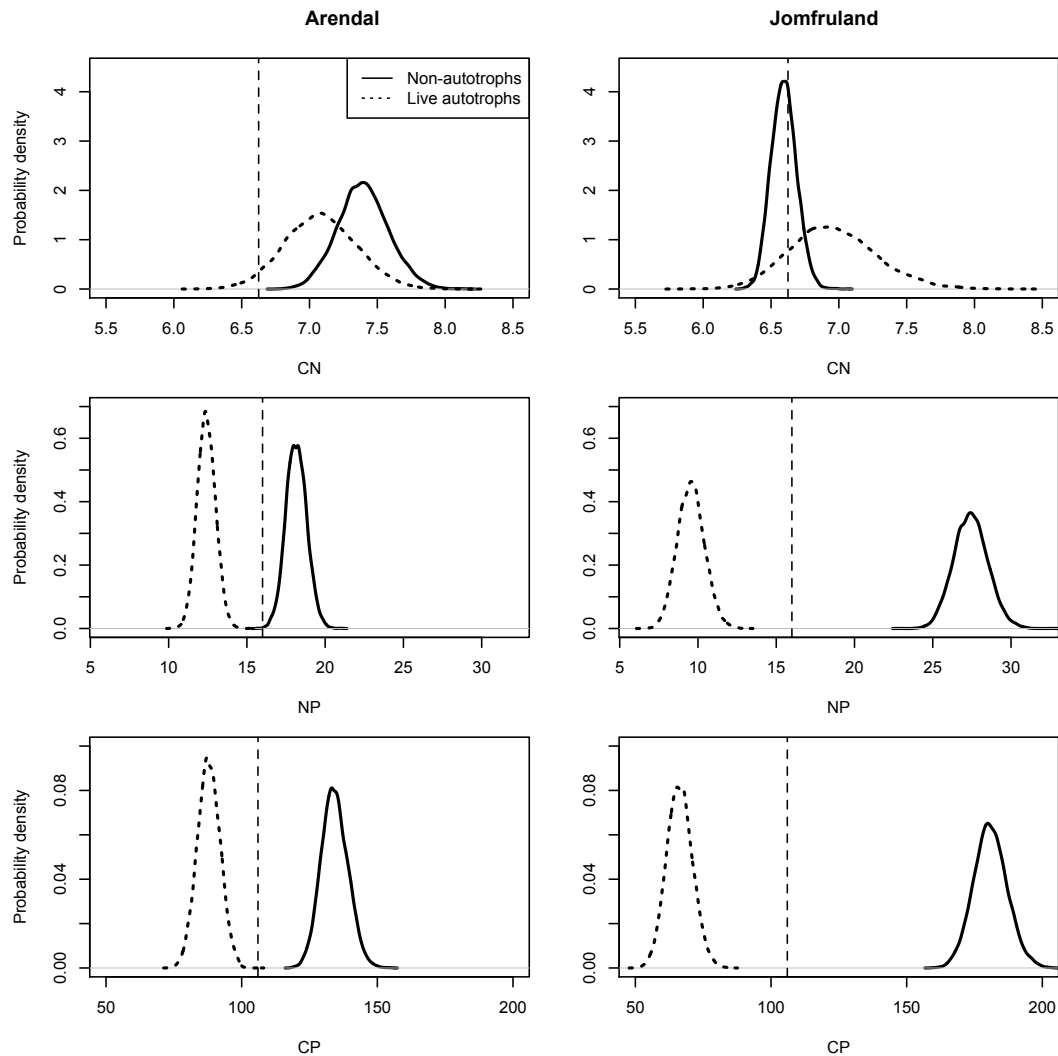 Arendal
Jomfruland
Probability density
0 1 2 3 4
Non-autotrophs
Live autotrophs
5.5 6.0 6.5 7.0 7.5 8.0 8.5
CN
0 1 2 3 4
5.5 6.0 6.5 7.0 7.5 8.0 8.5
CN
Probability density
0.0 0.2 0.4 0.6
5 10 15 20 25 30
NP
0.0 0.2 0.4 0.6
5 10 15 20 25 30
NP
Probability density
0.00 0.04 0.08
50 100 150 200
CP
0.00 0.04 0.08
50 100 150 200
CP